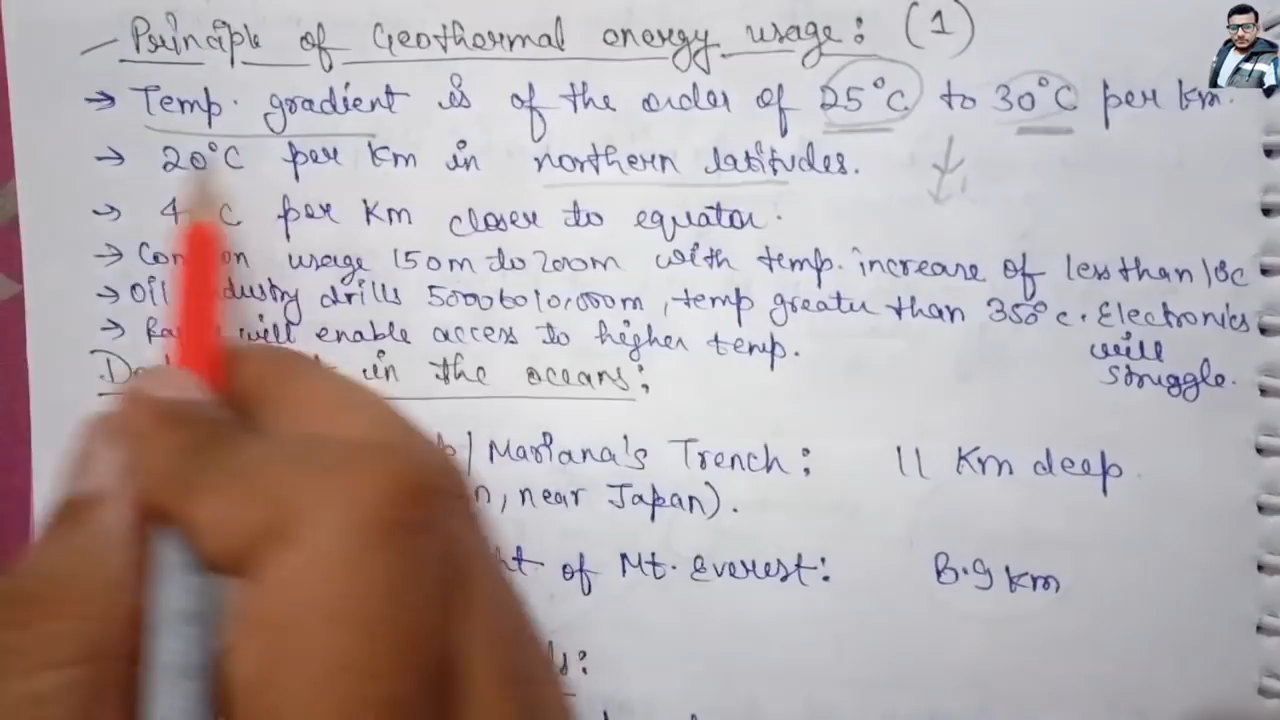 Principle of Geothermal energy usage: (1)
→ Temp. gradient is of the order of 25°C to 30°C per km.
→ 20°C per km in northern latitudes.
→ 4 C per km closer to equator.
→ usage 150m to 200m with temp. increase of less than 18c
→ Oil drills 5000 to 10,000m, temp greater than 350°c. Electronics
will
struggle.
→ will enable access to higher temp.
in the oceans:
Mariana's Trench: 11 km deep
near Japan).
of Mt. Everest: 8.9 km